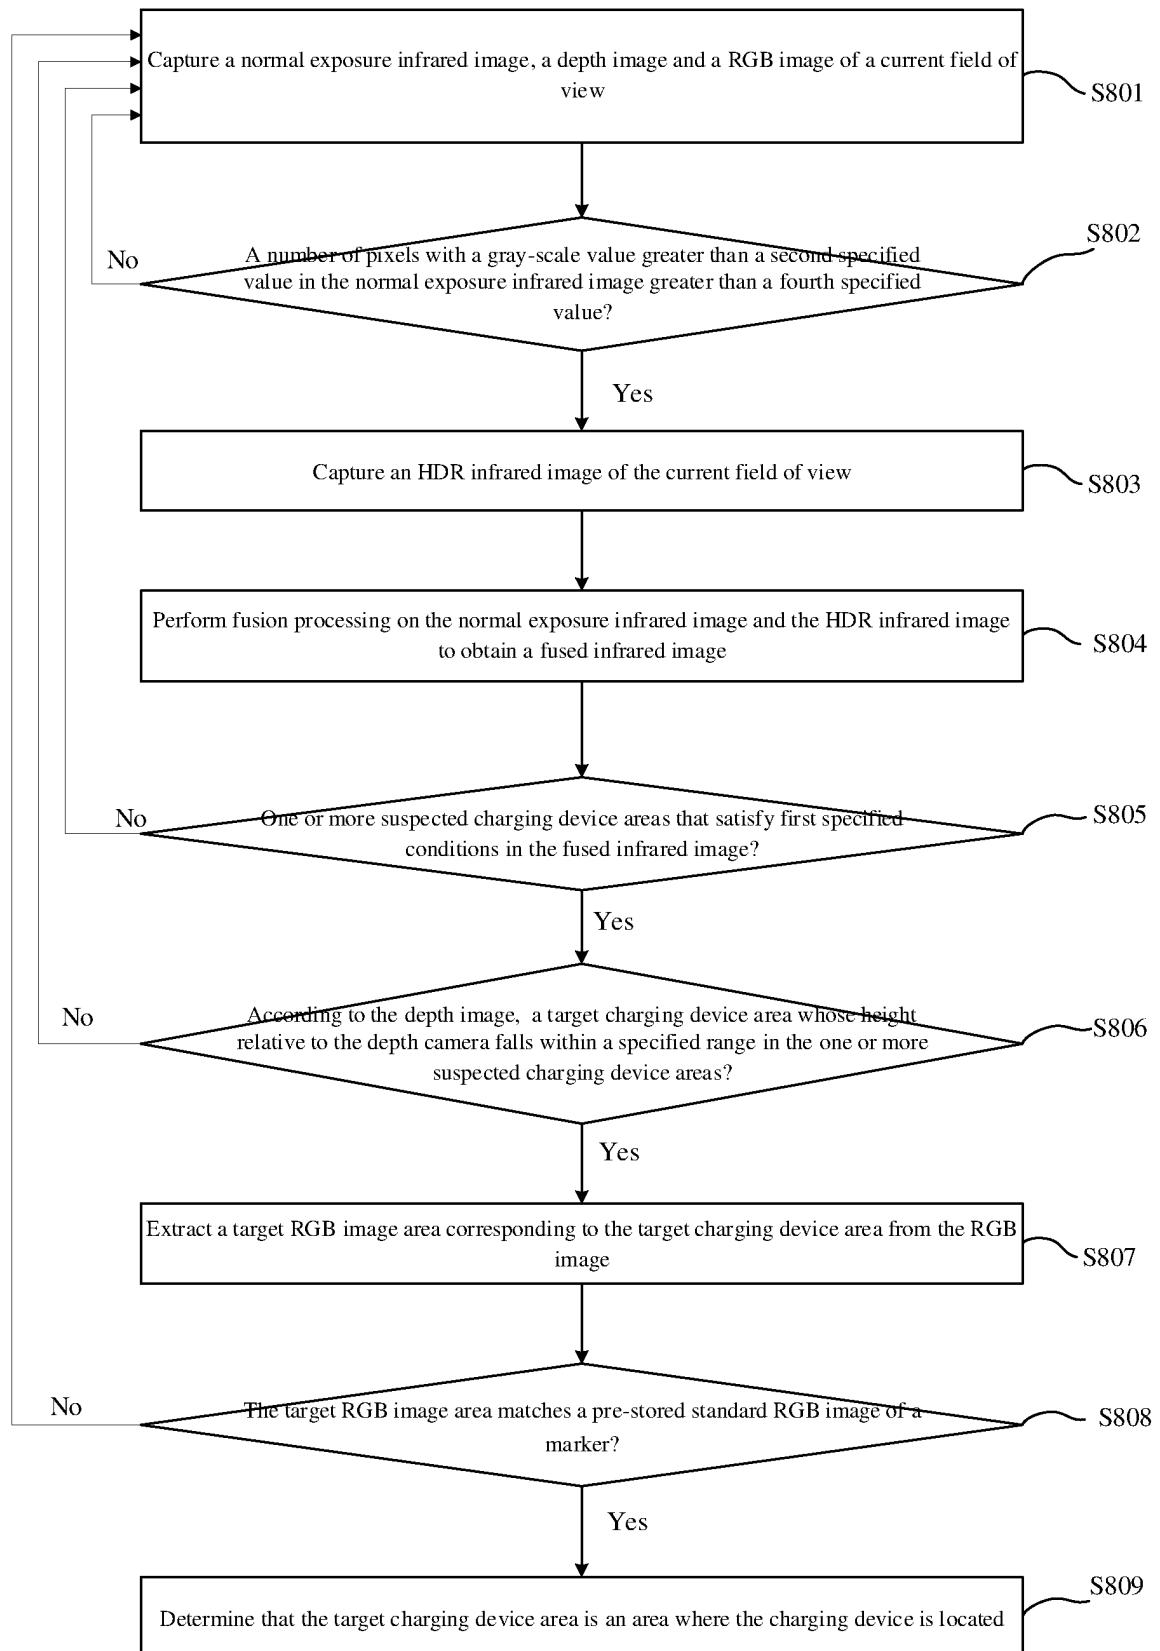 Capture a normal exposure infrared image, a depth image and a RGB image of a current field of
view
S801
No
A number of pixels with a gray-scale value greater than a second specified
value in the normal exposure infrared image greater than a fourth specified
value?
S802
Yes
Capture an HDR infrared image of the current field of view
S803
Perform fusion processing on the normal exposure infrared image and the HDR infrared image
to obtain a fused infrared image
S804
No
One or more suspected charging device areas that satisfy first specified
conditions in the fused infrared image?
S805
Yes
No
According to the depth image, a target charging device area whose height
relative to the depth camera falls within a specified range in the one or more
suspected charging device areas?
S806
Yes
Extract a target RGB image area corresponding to the target charging device area from the RGB
image
S807
No
The target RGB image area matches a pre-stored standard RGB image of a
marker?
S808
Yes
Determine that the target charging device area is an area where the charging device is located
S809